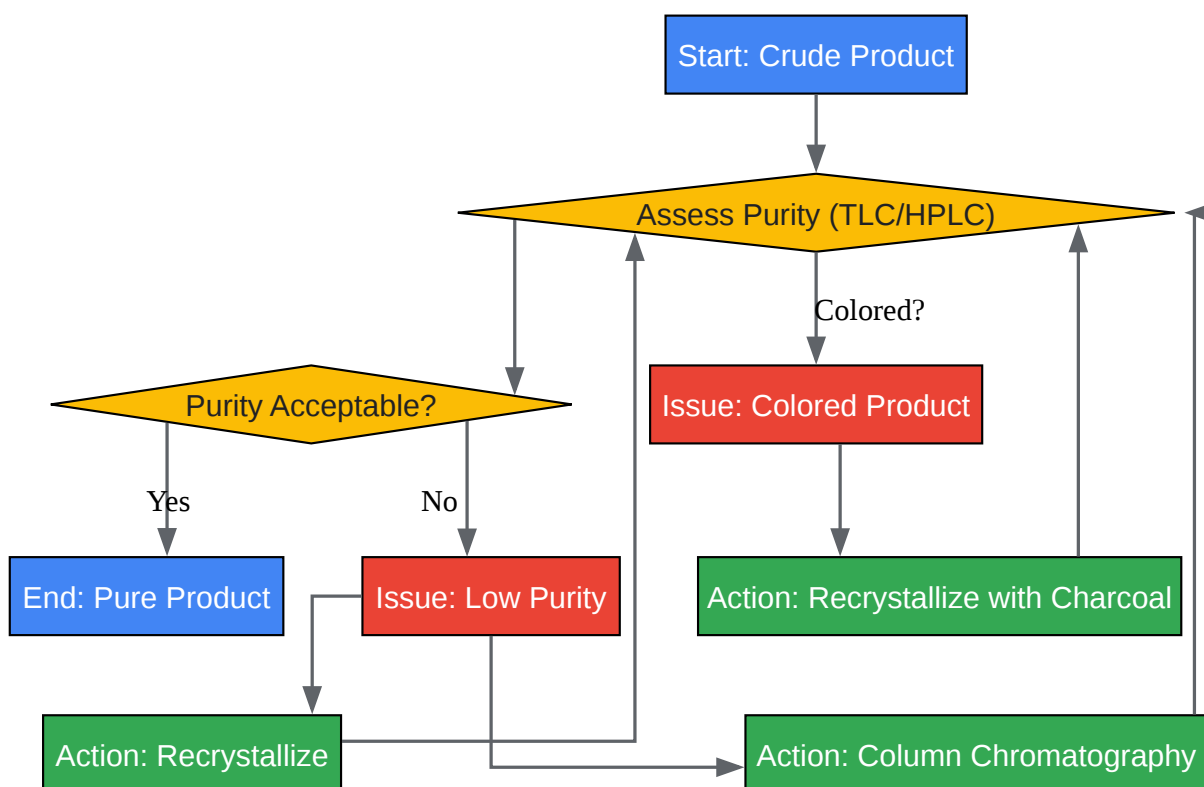 Start: Crude Product
Assess Purity (TLC/HPLC)
Colored?
Purity Acceptable?
Issue: Colored Product
Yes
No
End: Pure Product
Issue: Low Purity
Action: Recrystallize with Charcoal
Action: Recrystallize
Action: Column Chromatography